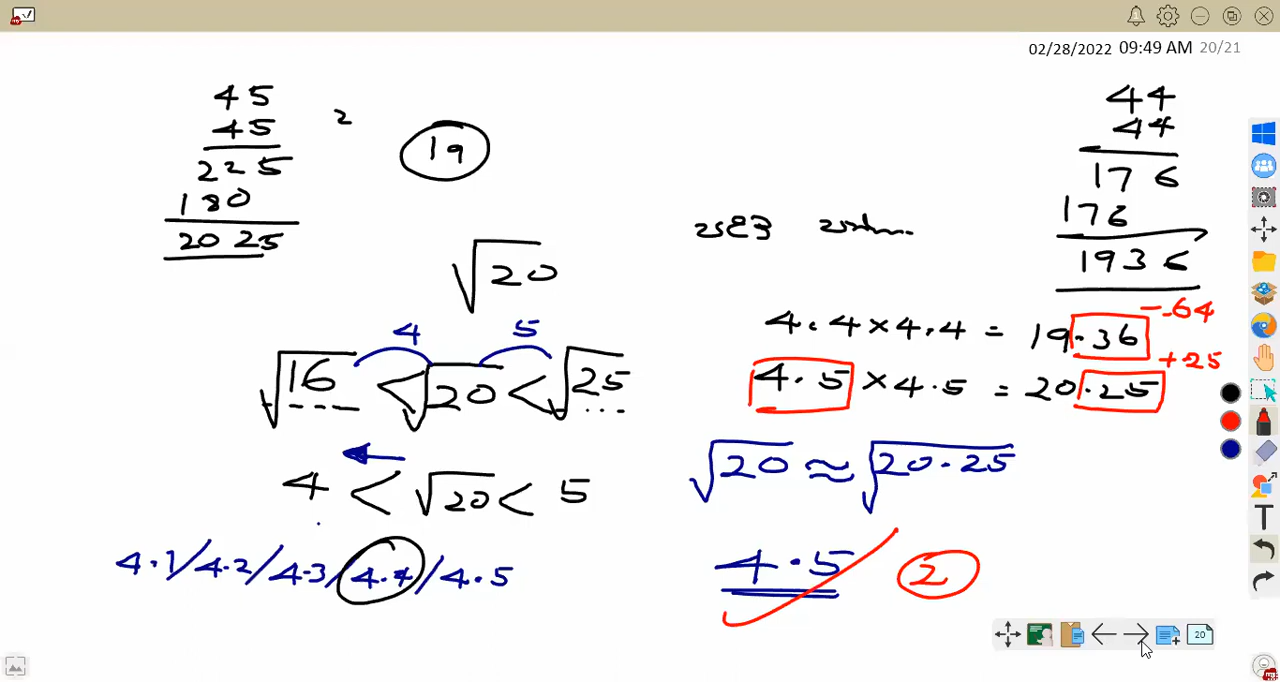 02/28/2022 09:49 AM 20/21
45
45
225
180
2025
2
19
44
44
176
176
1936
√20
4 5
√16 < √20 < √25
4 < √20 < 5
4.1/4.2/4.3/4.4/4.5
4.4×4.4 = 19.36 -.64
4.5×4.5 = 20.25 +25
√20 ≈ √20.25
4.5 2
20
T